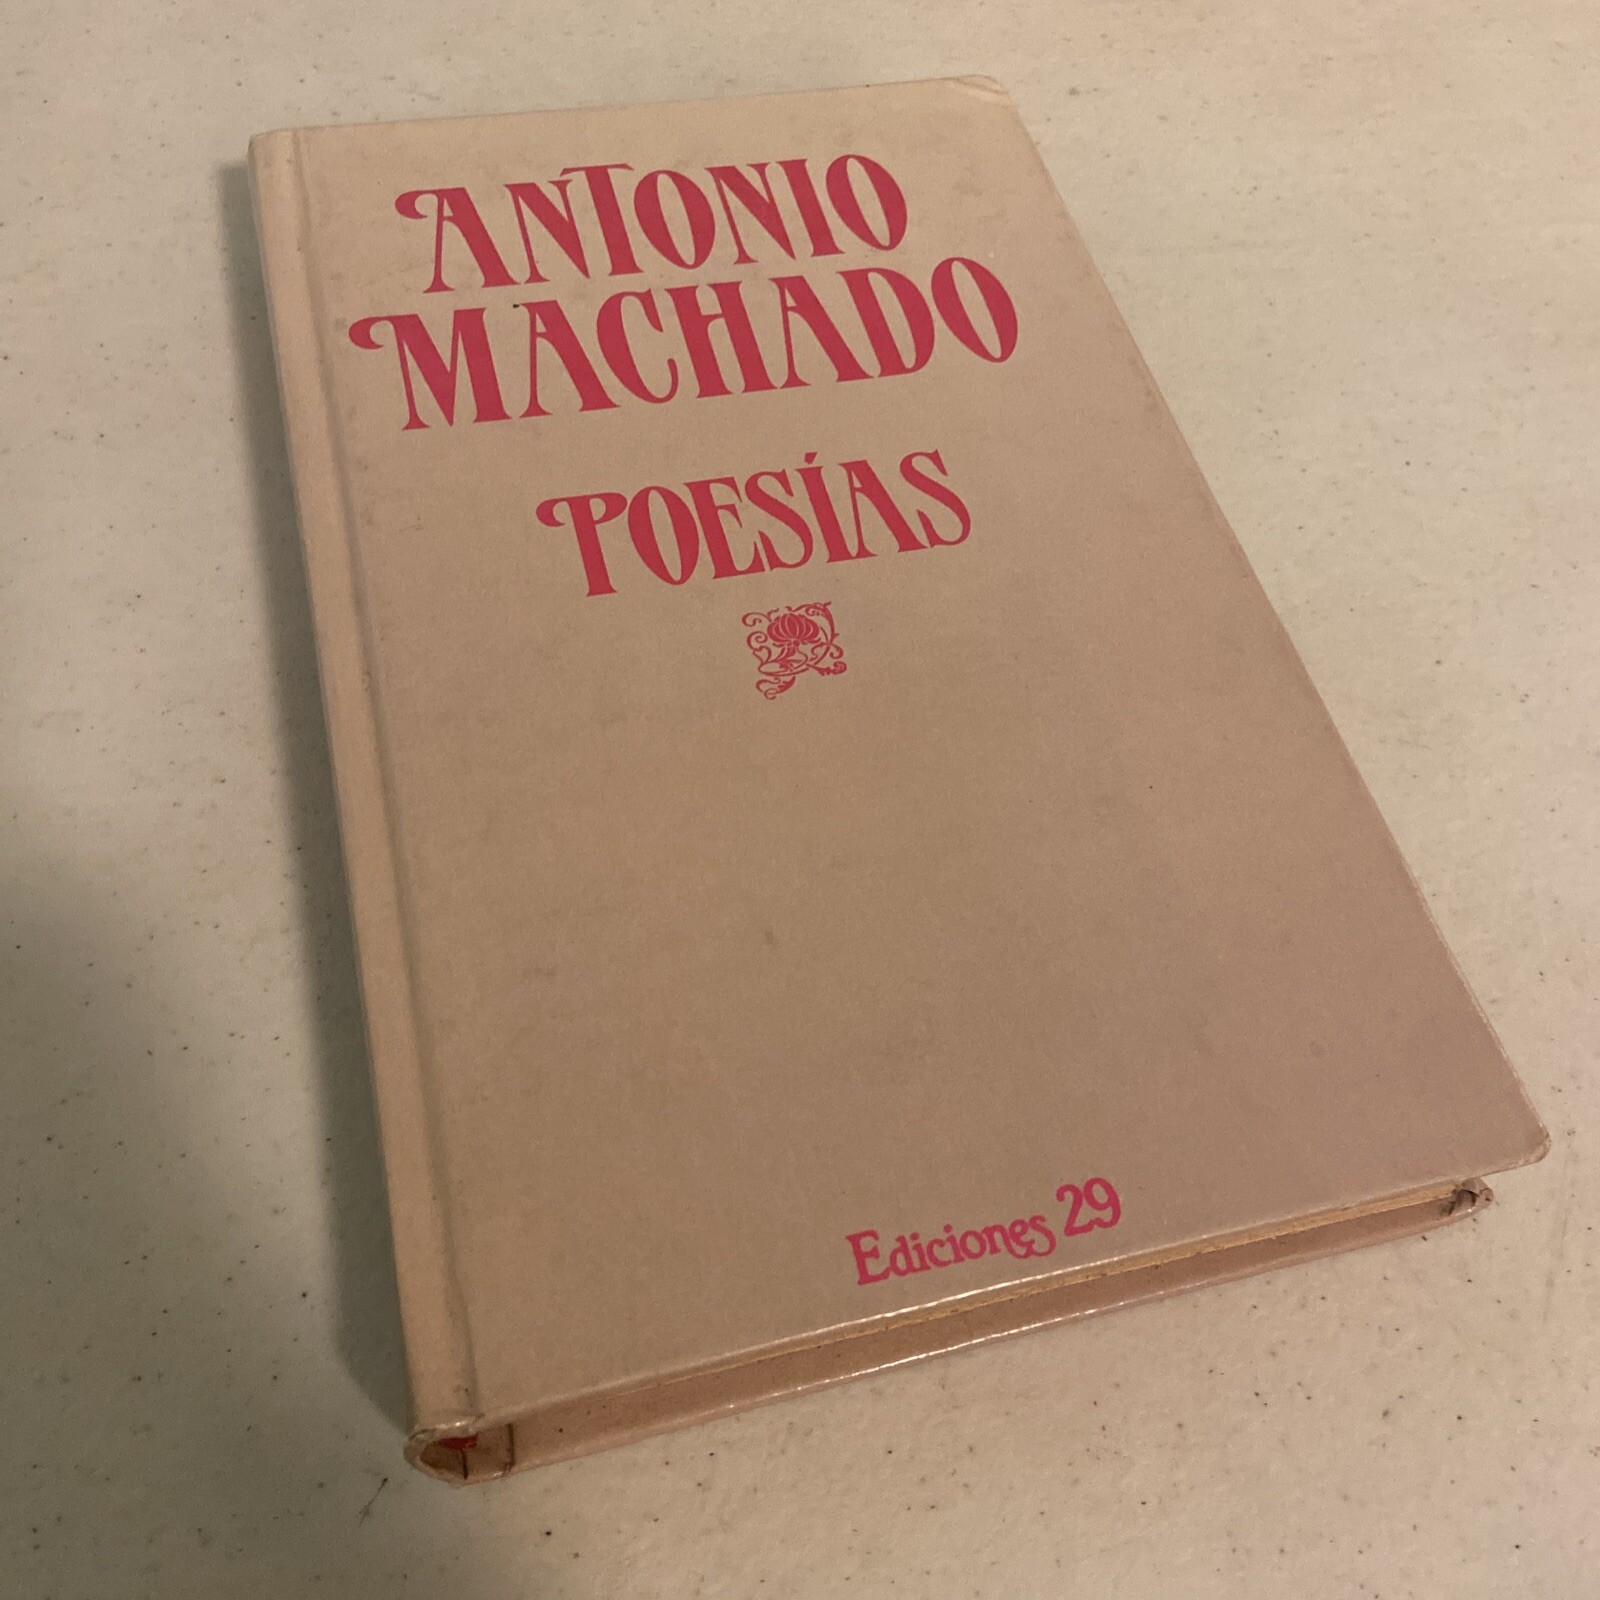 ANTONIO
MACHADO
POESÍAS
Ediciones 29